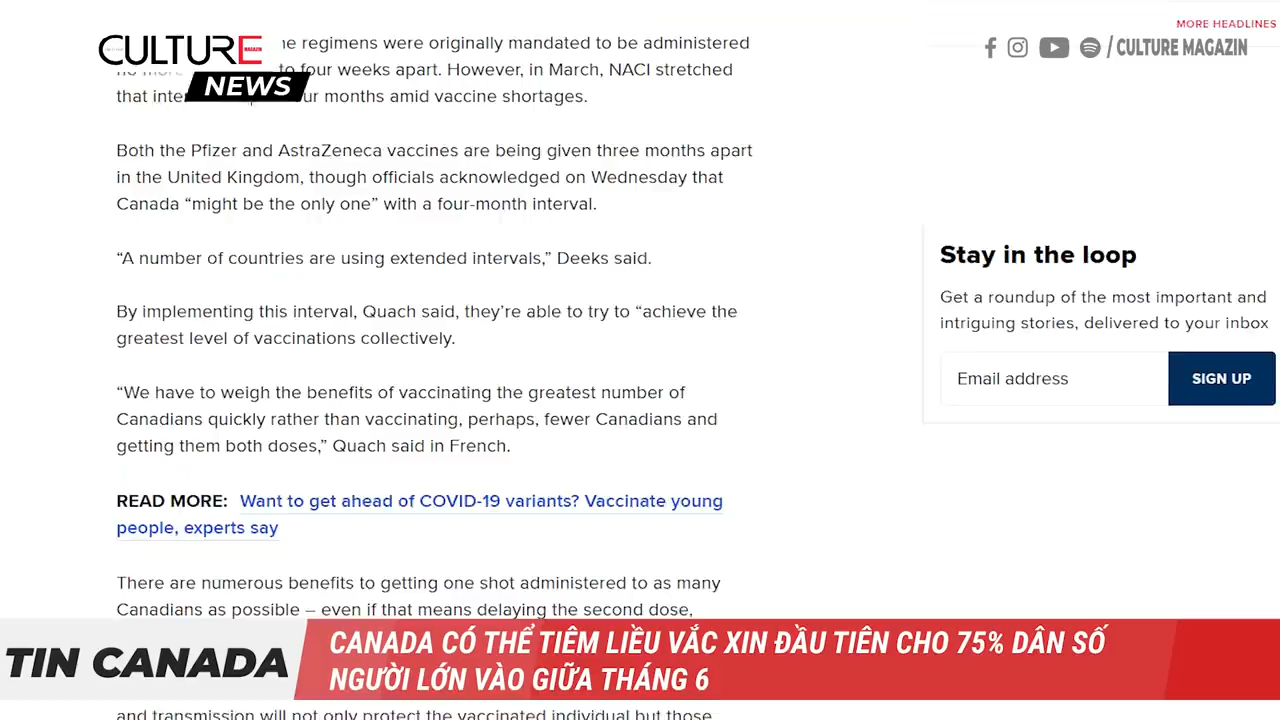 MORE HEADLINES
CULTURE
MAGAZIN
NEWS
/ CULTURE MAGAZIN
regimens were originally mandated to be administered
no more to four weeks apart. However, in March, NACI stretched
that months amid vaccine shortages.
Both the Pfizer and AstraZeneca vaccines are being given three months apart
in the United Kingdom, though officials acknowledged on Wednesday that
Canada “might be the only one” with a four-month interval.
“A number of countries are using extended intervals,” Deeks said.
By implementing this interval, Quach said, they’re able to try to “achieve the
greatest level of vaccinations collectively.
“We have to weigh the benefits of vaccinating the greatest number of
Canadians quickly rather than vaccinating, perhaps, fewer Canadians and
getting them both doses,” Quach said in French.
READ MORE: Want to get ahead of COVID-19 variants? Vaccinate young
people, experts say
There are numerous benefits to getting one shot administered to as many
Canadians as possible – even if that means delaying the second dose,
and transmission will not only protect the vaccinated individual but those
Stay in the loop
Get a roundup of the most important and
intriguing stories, delivered to your inbox
Email address
SIGN UP
TIN CANADA
CANADA CÓ THỂ TIÊM LIỀU VẮC XIN ĐẦU TIÊN CHO 75% DÂN SỐ
NGƯỜI LỚN VÀO GIỮA THÁNG 6